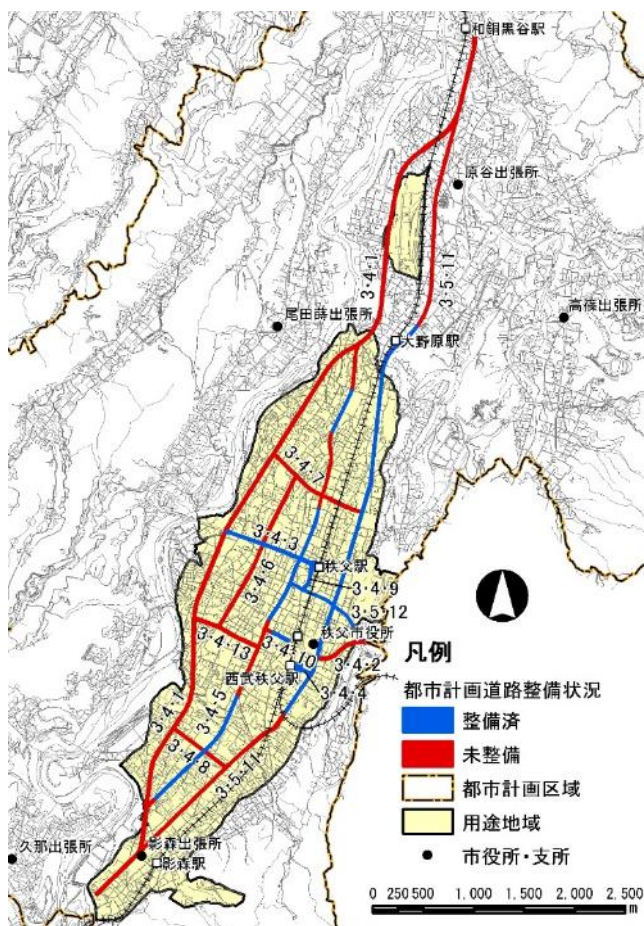 和銅黒谷駅
原谷出張所
3・4・1
3・5・11
尾田蒔出張所
高篠出張所
大野原駅
3・4・7
3・4・3
秩父駅
3・4・6
3・4・9
3・5・12
秩父市役所
3・4・13
3・4・10
3・4・2
西武秩父駅
3・4・4
3・4・5
3・4・1
3・4・8
3・5・11
久那出張所
影森出張所
影森駅
凡例
都市計画道路整備状況
整備済
未整備
都市計画区域
用途地域
市役所・支所
0 250 500 1,000 1,500 2,000 2,500
m